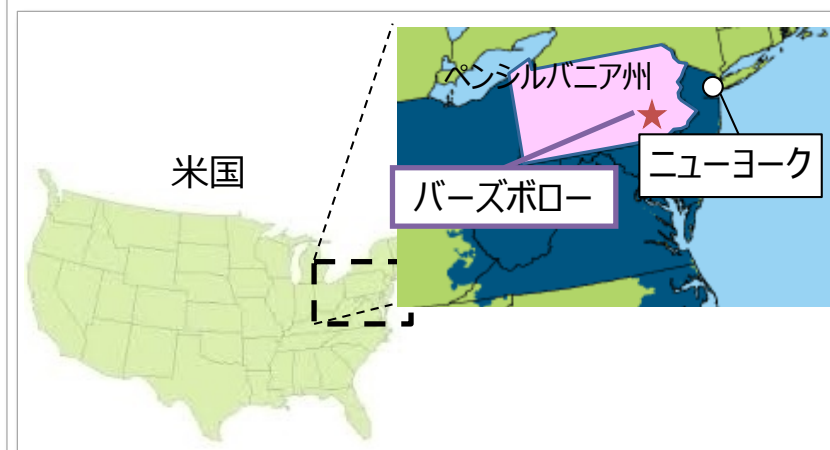 ペンシルバニア州
米国
ニューヨーク
バーズボロー